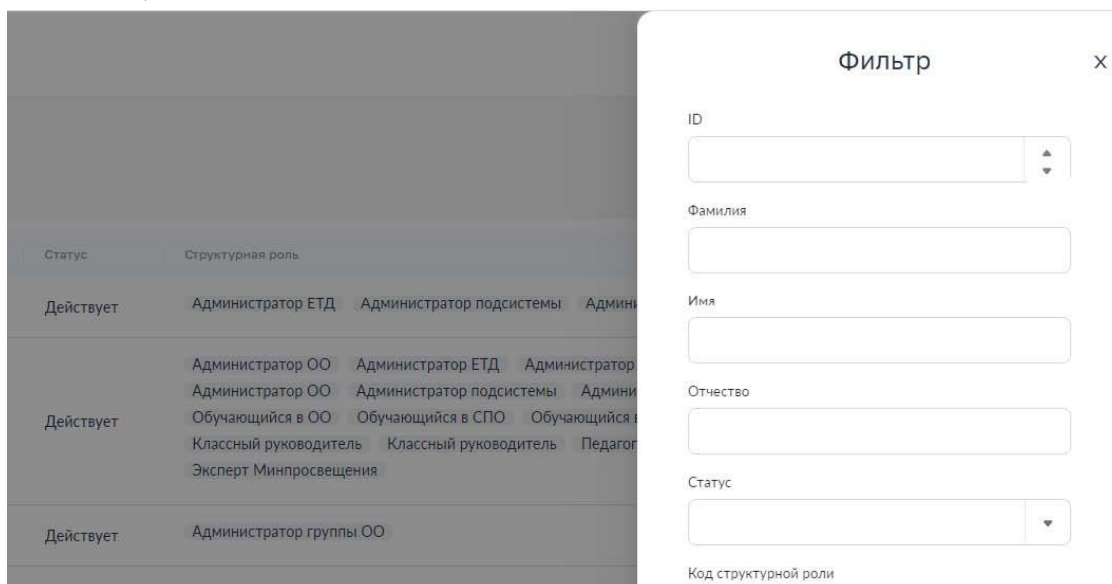 Фильтр
X
ID
Фамилия
Имя
Отчество
Статус
Код структурной роли
Статус Структурная роль
Действует Администратор ЕТД Администратор подсистемы
Администратор ОО Администратор ЕТД Администратор
Администратор ОО Администратор подсистемы
Действует Обучающийся в ОО Обучающийся в СПО Обучающийся
Классный руководитель Классный руководитель
Эксперт Минпросвещения
Действует Администратор группы ОО